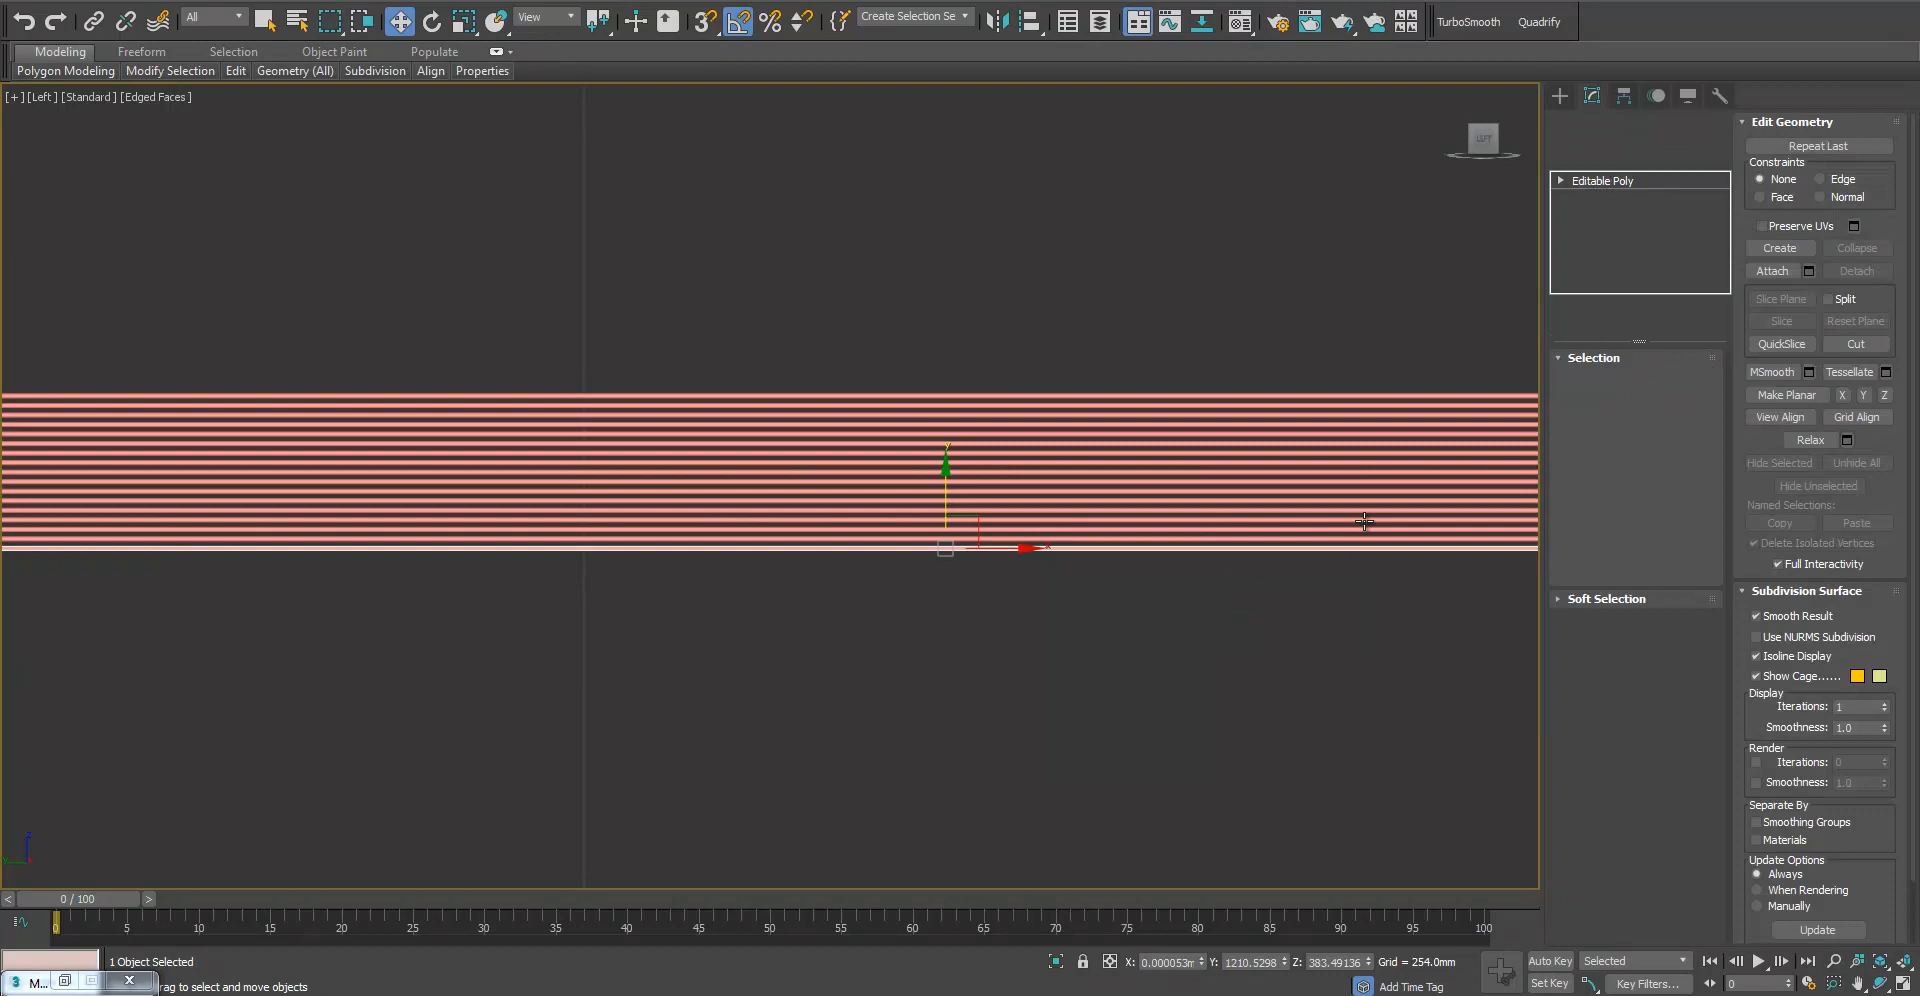 All
View
Create Selection Se
TurboSmooth
Quadrify
Modeling
Freeform
Selection
Object Paint
Populate
Polygon Modeling
Modify Selection
Edit
Geometry (All)
Subdivision
Align
Properties
[+] [Left] [Standard] [Edged Faces]
LEFT
Editable Poly
Selection
Soft Selection
Edit Geometry
Repeat Last
Constraints
None
Edge
Face
Normal
Preserve UVs
Create
Collapse
Attach
Detach
Slice Plane
Split
Slice
Reset Plane
QuickSlice
Cut
MSmooth
Tessellate
Make Planar
X
Y
Z
View Align
Grid Align
Relax
Hide Selected
Unhide All
Hide Unselected
Named Selections:
Copy
Paste
Delete Isolated Vertices
Full Interactivity
Subdivision Surface
Smooth Result
Use NURMS Subdivision
Isoline Display
Show Cage......
Display
Iterations: 1
Smoothness: 1.0
Render
Iterations: 0
Smoothness: 1.0
Separate By
Smoothing Groups
Materials
Update Options
Always
When Rendering
Manually
Update
0 / 100
0 5 10 15 20 25 30 35 40 45 50 55 60 65 70 75 80 85 90 95 100
1 Object Selected
X: 0.000053m
Y: 1210.5298
Z: 383.49136
Grid = 254.0mm
Auto Key
Selected
3 M...
drag to select and move objects
Add Time Tag
Set Key
Key Filters...
0